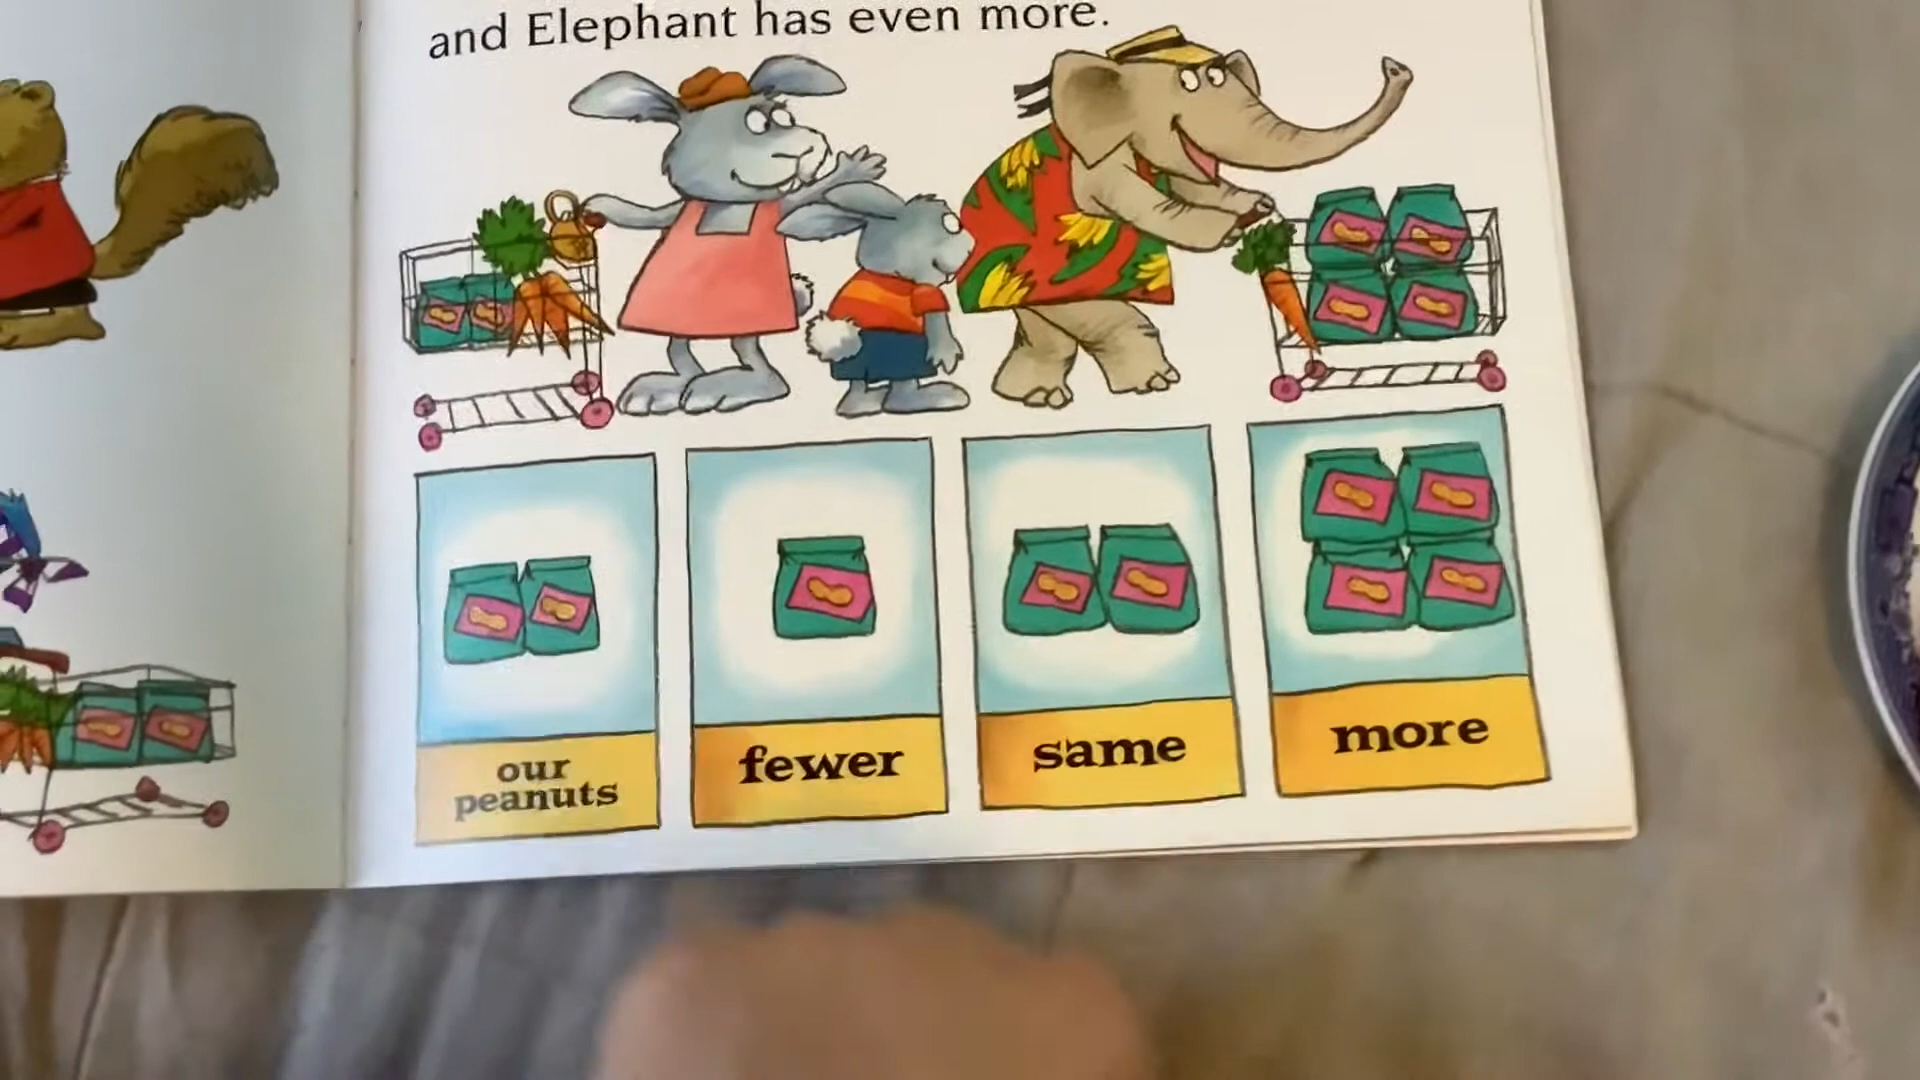 and Elephant has even more.
our
peanuts
fewer
same
more